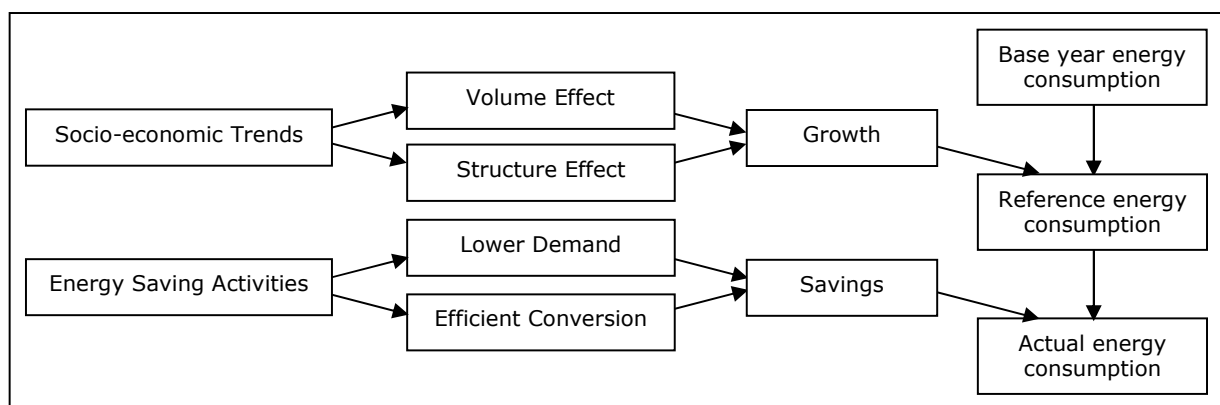 Base year energy
consumption
Volume Effect
Socio-economic Trends
Growth
Structure Effect
Reference energy
consumption
Lower Demand
Energy Saving Activities
Savings
Efficient Conversion
Actual energy
consumption